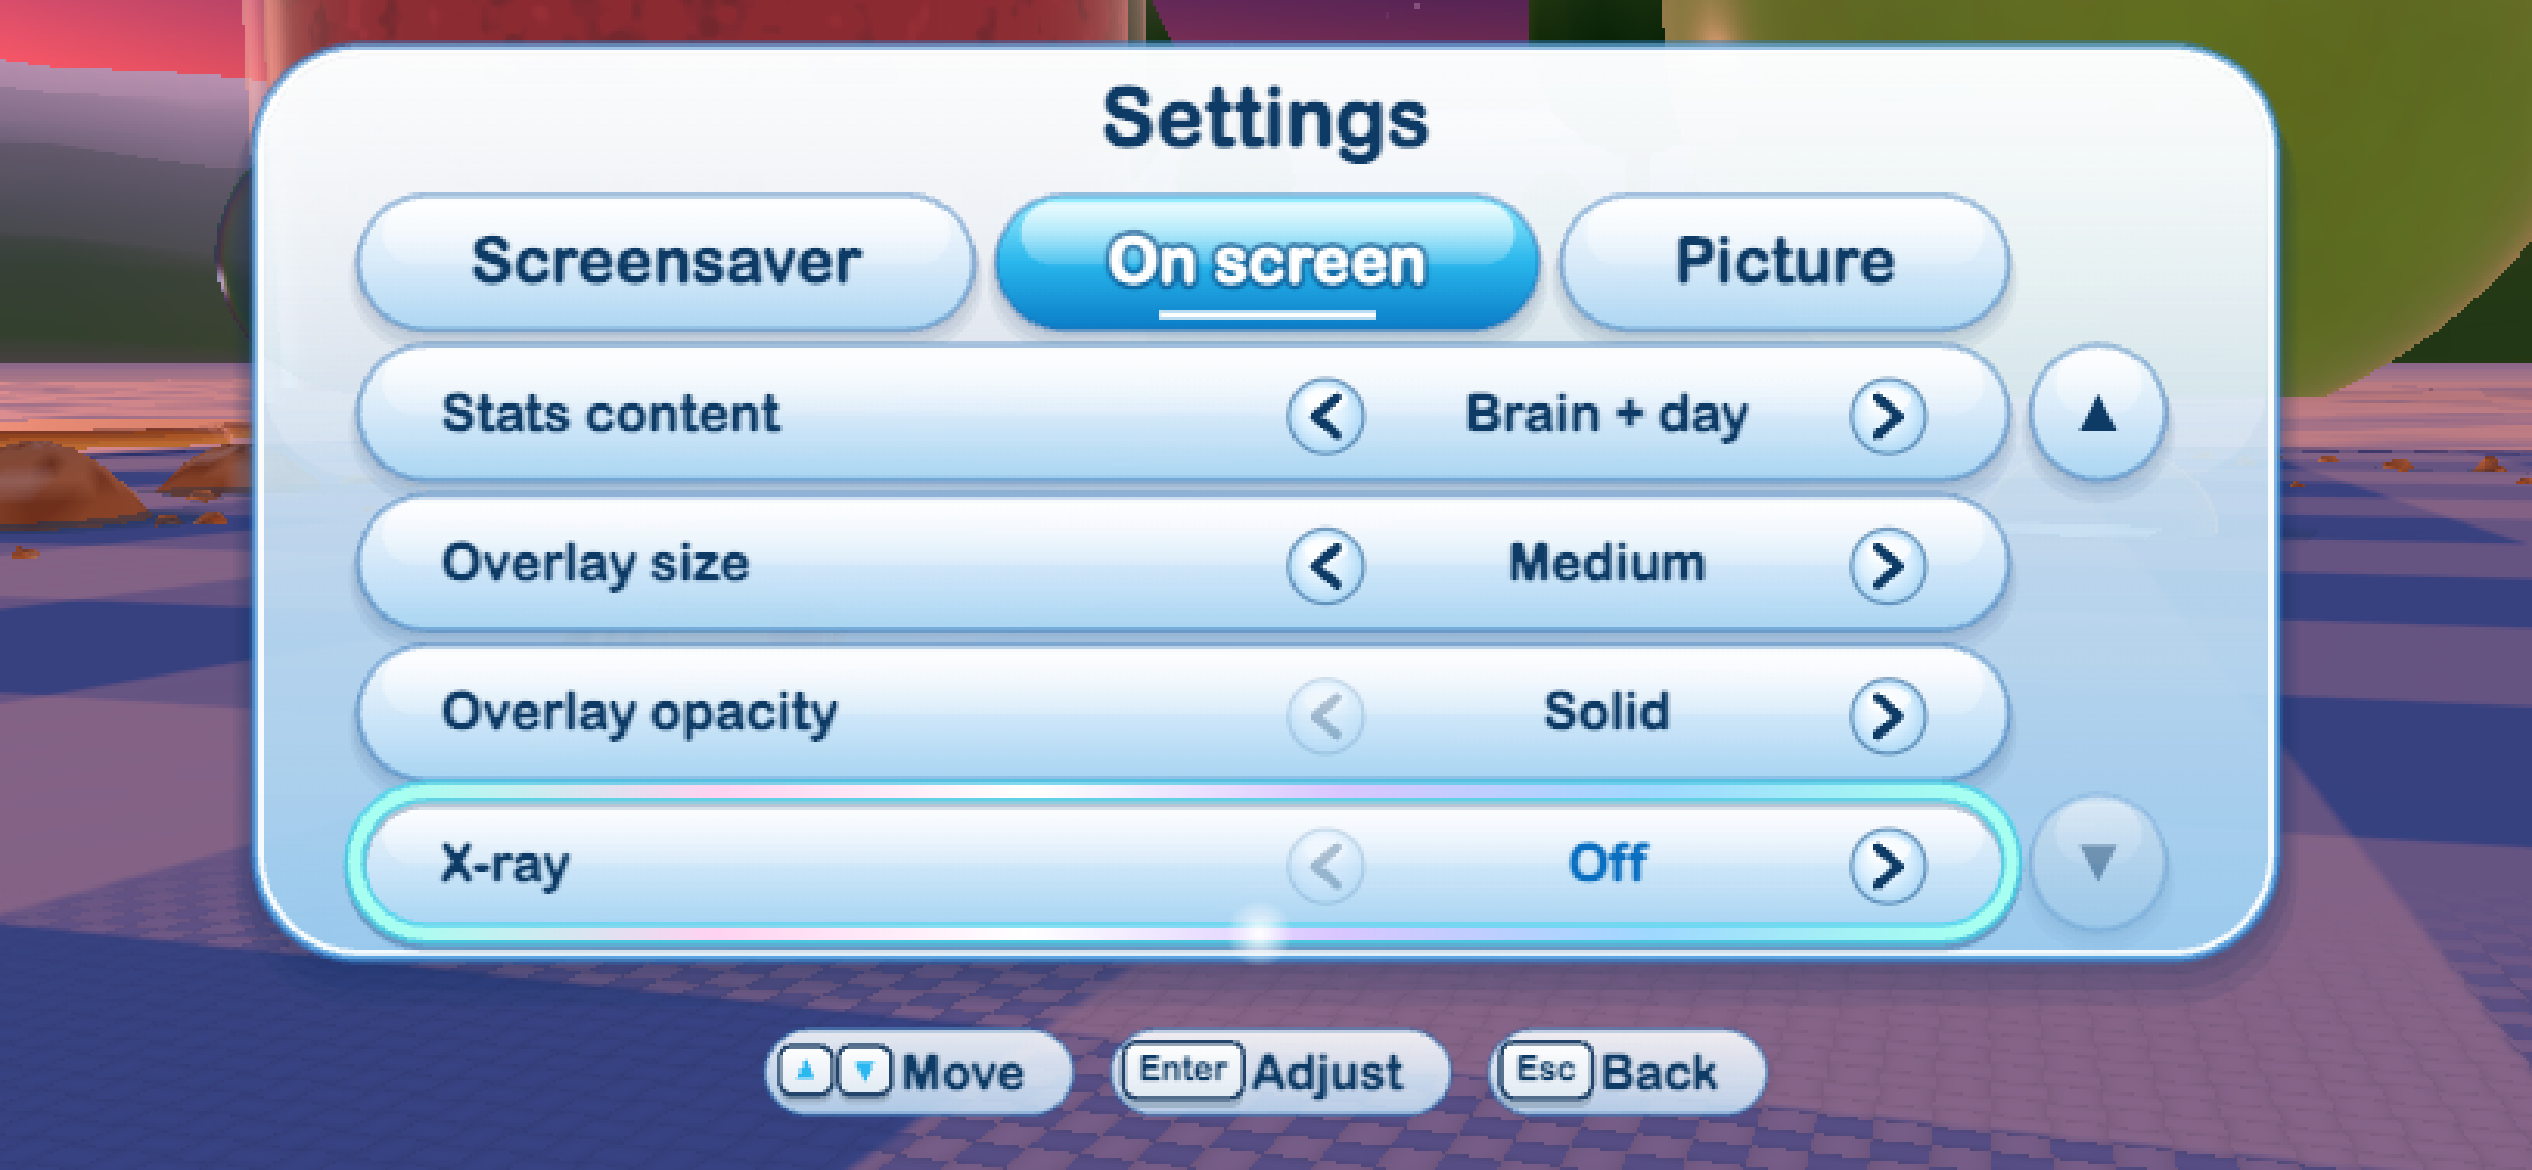 Settings
Screensaver On screen Picture
Stats content < Brain + day > ▲
Overlay size < Medium >
Overlay opacity < Solid >
X-ray < Off > ▼
▲ ▼ Move Enter Adjust Esc Back